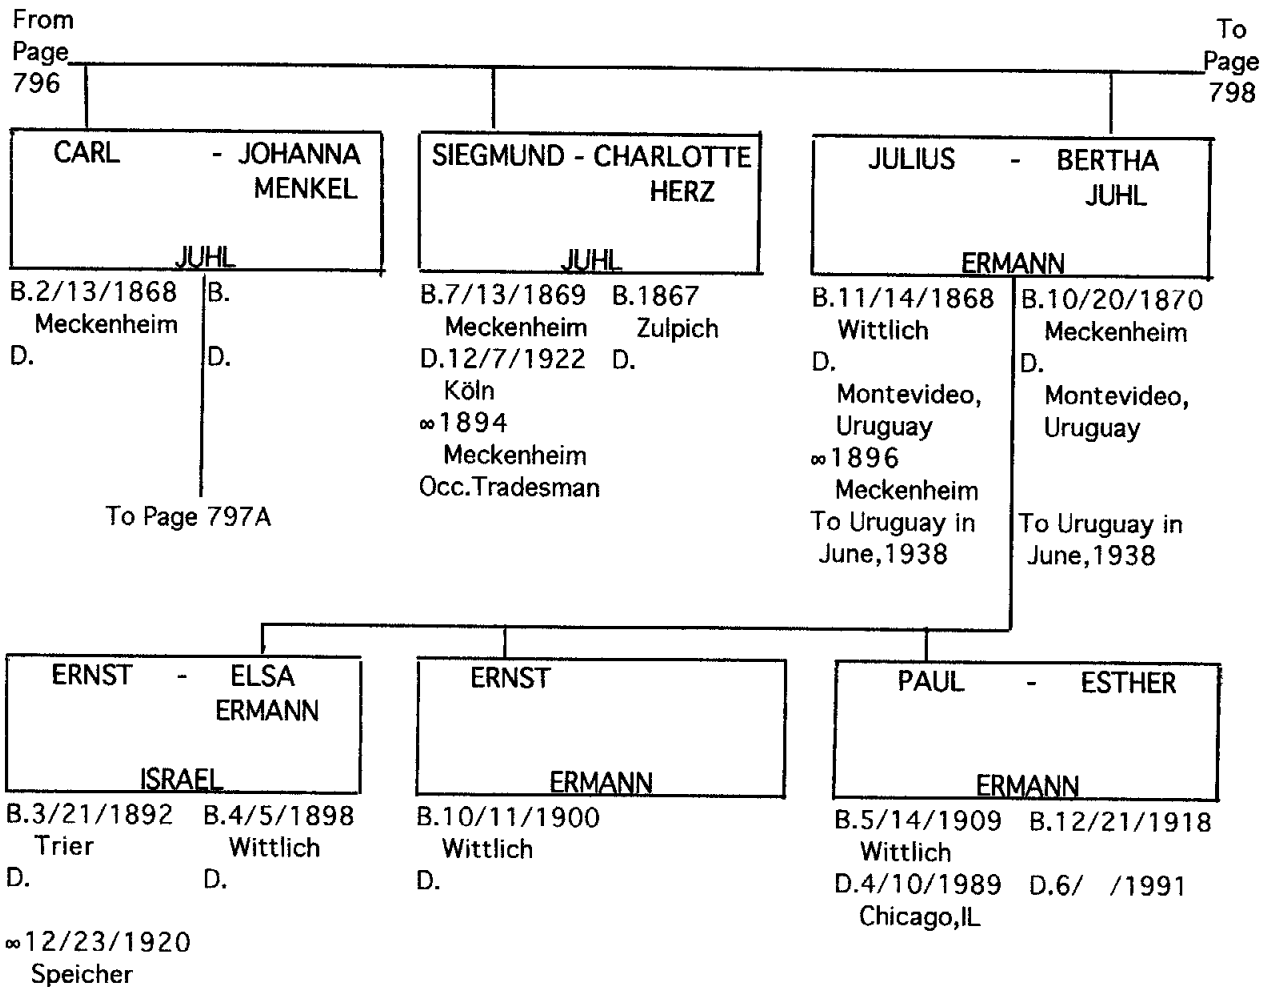 From
Page
796
To
Page
798
CARL - JOHANNA
MENKEL
JUHL
B.2/13/1868 B.
Meckenheim
D. D.
To Page 797A
SIEGMUND - CHARLOTTE
HERZ
JUHL
B.7/13/1869 B.1867
Meckenheim Zulpich
D.12/7/1922 D.
Köln
∞1894
Meckenheim
Occ.Tradesman
JULIUS - BERTHA
JUHL
ERMANN
B.11/14/1868 B.10/20/1870
Wittlich Meckenheim
D. D.
Montevideo, Montevideo,
Uruguay Uruguay
∞1896
Meckenheim
To Uruguay in To Uruguay in
June,1938 June,1938
ERNST - ELSA
ERMANN
ISRAEL
B.3/21/1892 B.4/5/1898
Trier Wittlich
D. D.
∞12/23/1920
Speicher
ERNST
ERMANN
B.10/11/1900
Wittlich
D.
PAUL - ESTHER
ERMANN
B.5/14/1909 B.12/21/1918
Wittlich
D.4/10/1989 D.6/ /1991
Chicago,IL